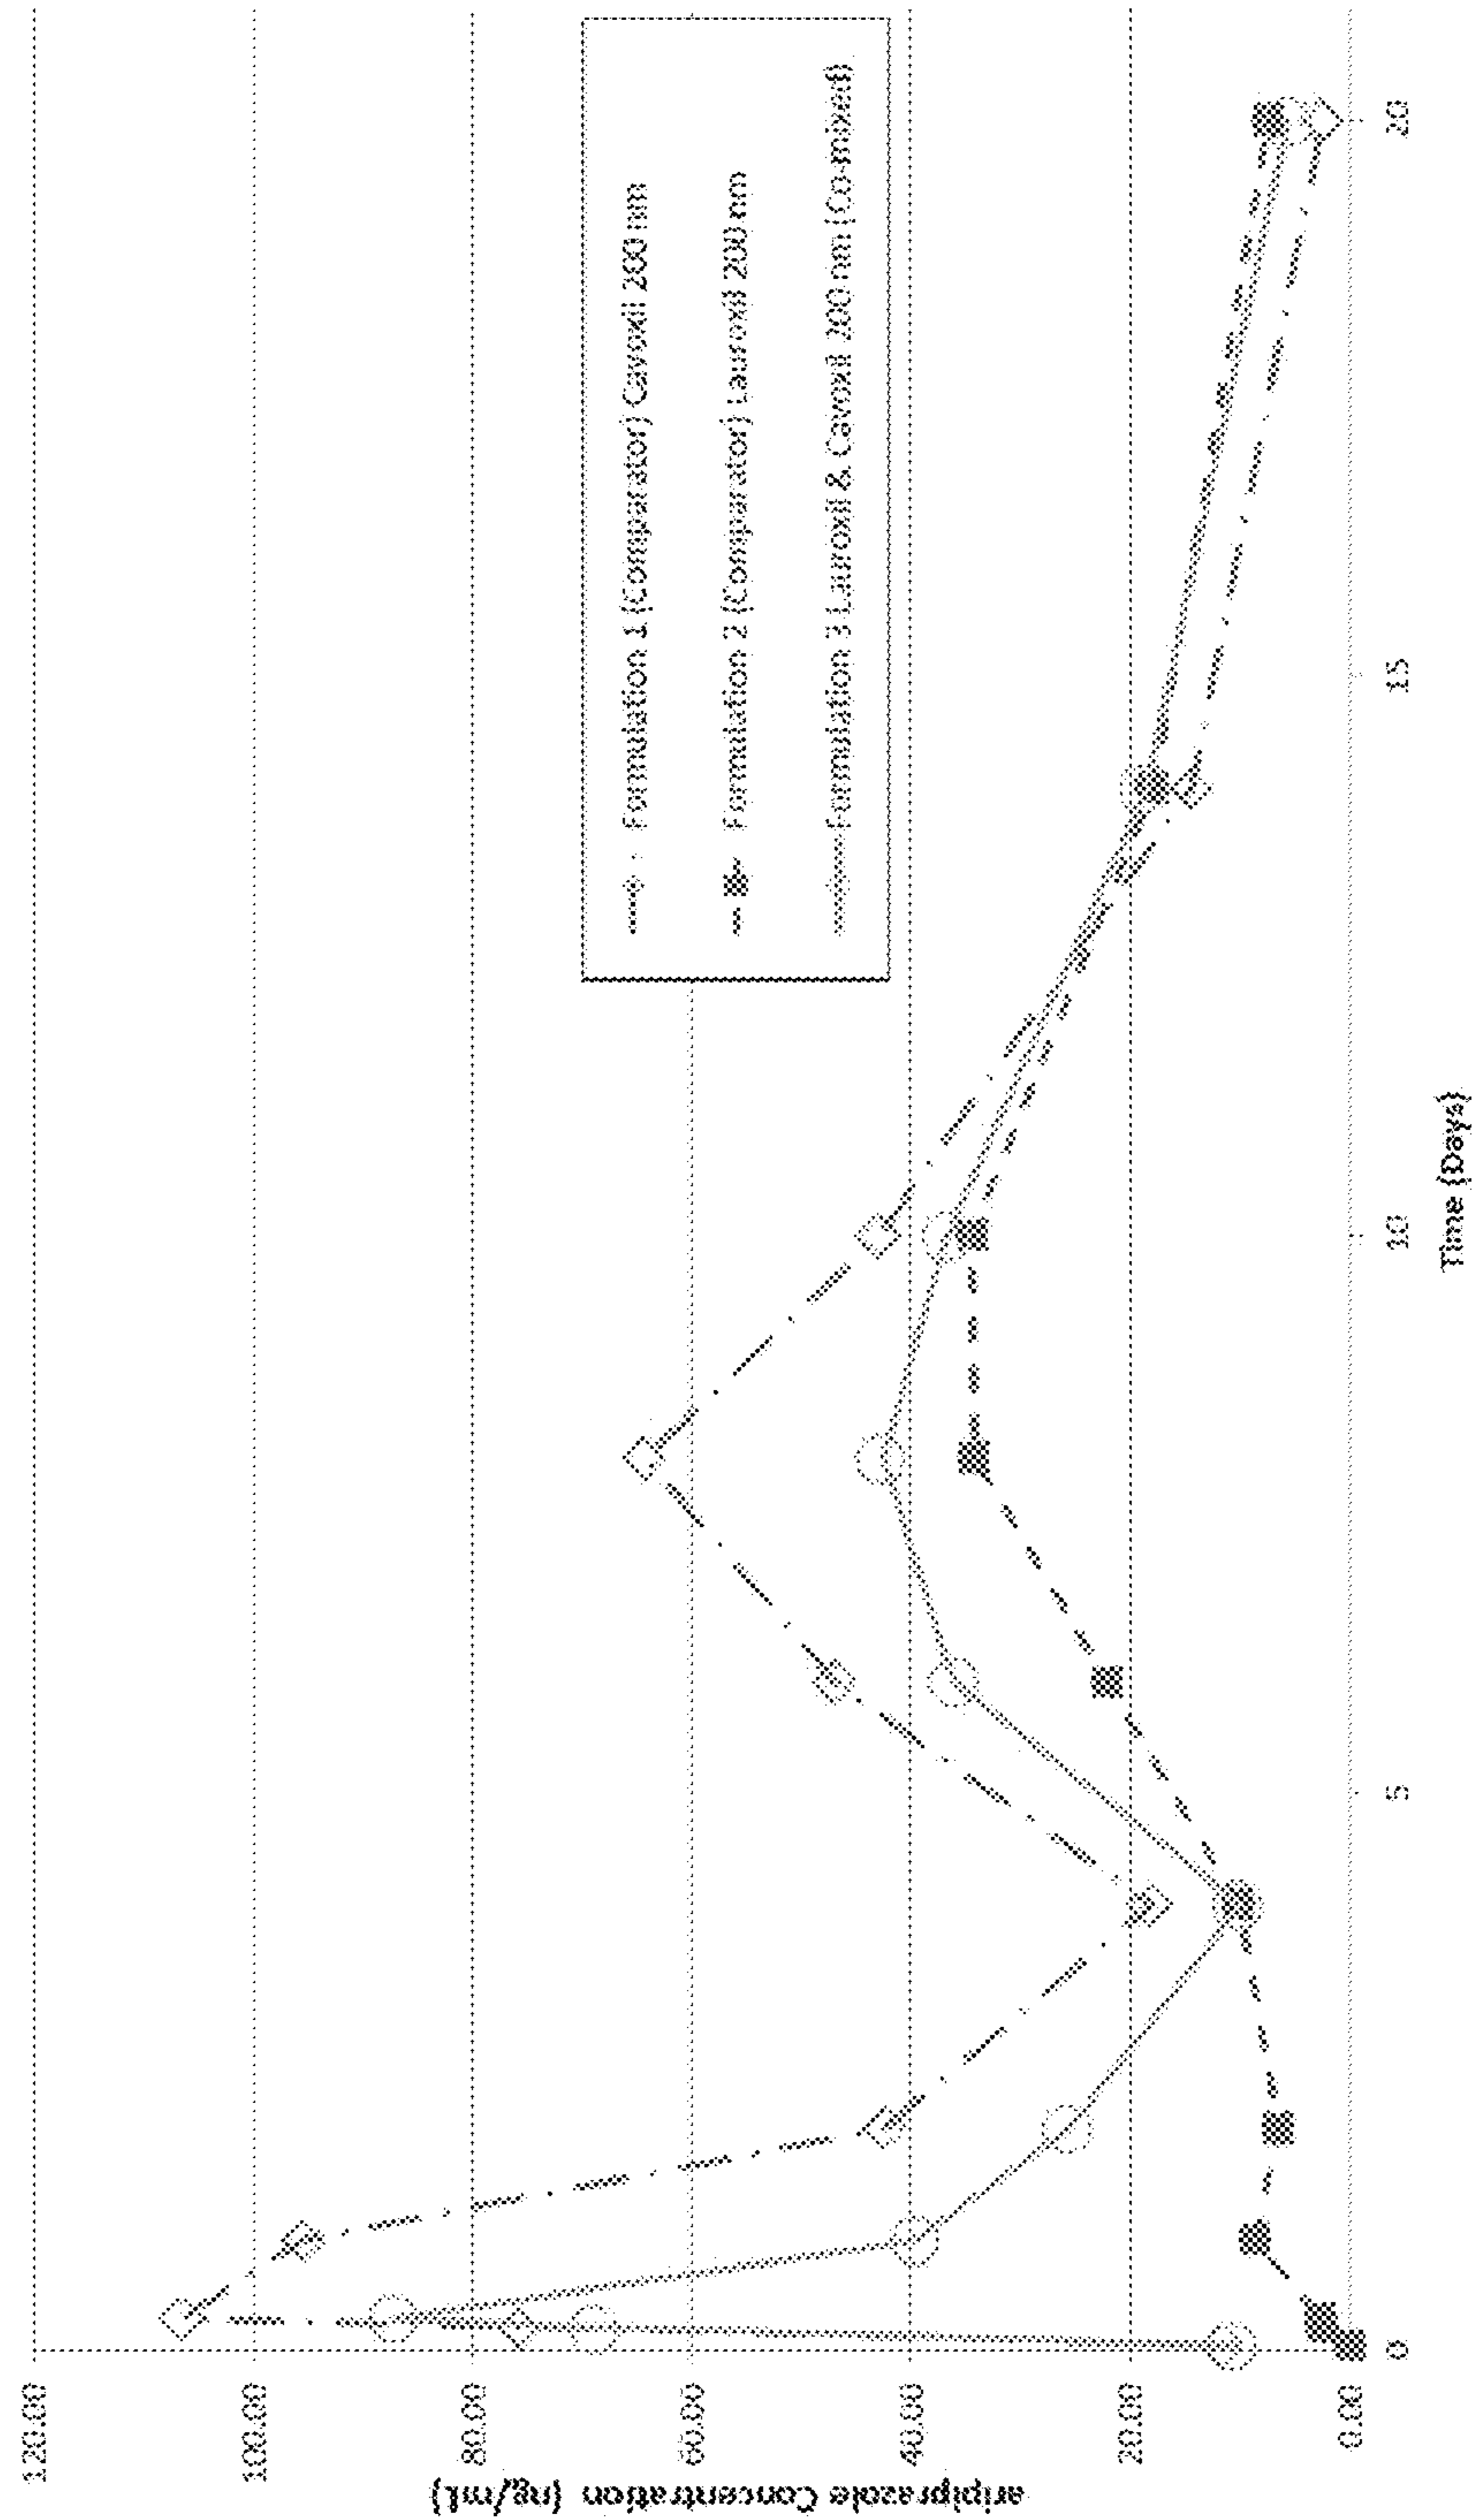 120.00
100.00
80.00
60.00
40.00
20.00
0.00
aripiprazole Concentration (ng/mL)
0
5
10
15
20
Time (Days)
Formulation 1 (Comparator) Cavoxil 200 nm
Formulation 2 (Comparator) Lauroxil 200 nm
Formulation 3 Lauroxil & Cavoxil 200 nm (Co-mixed)